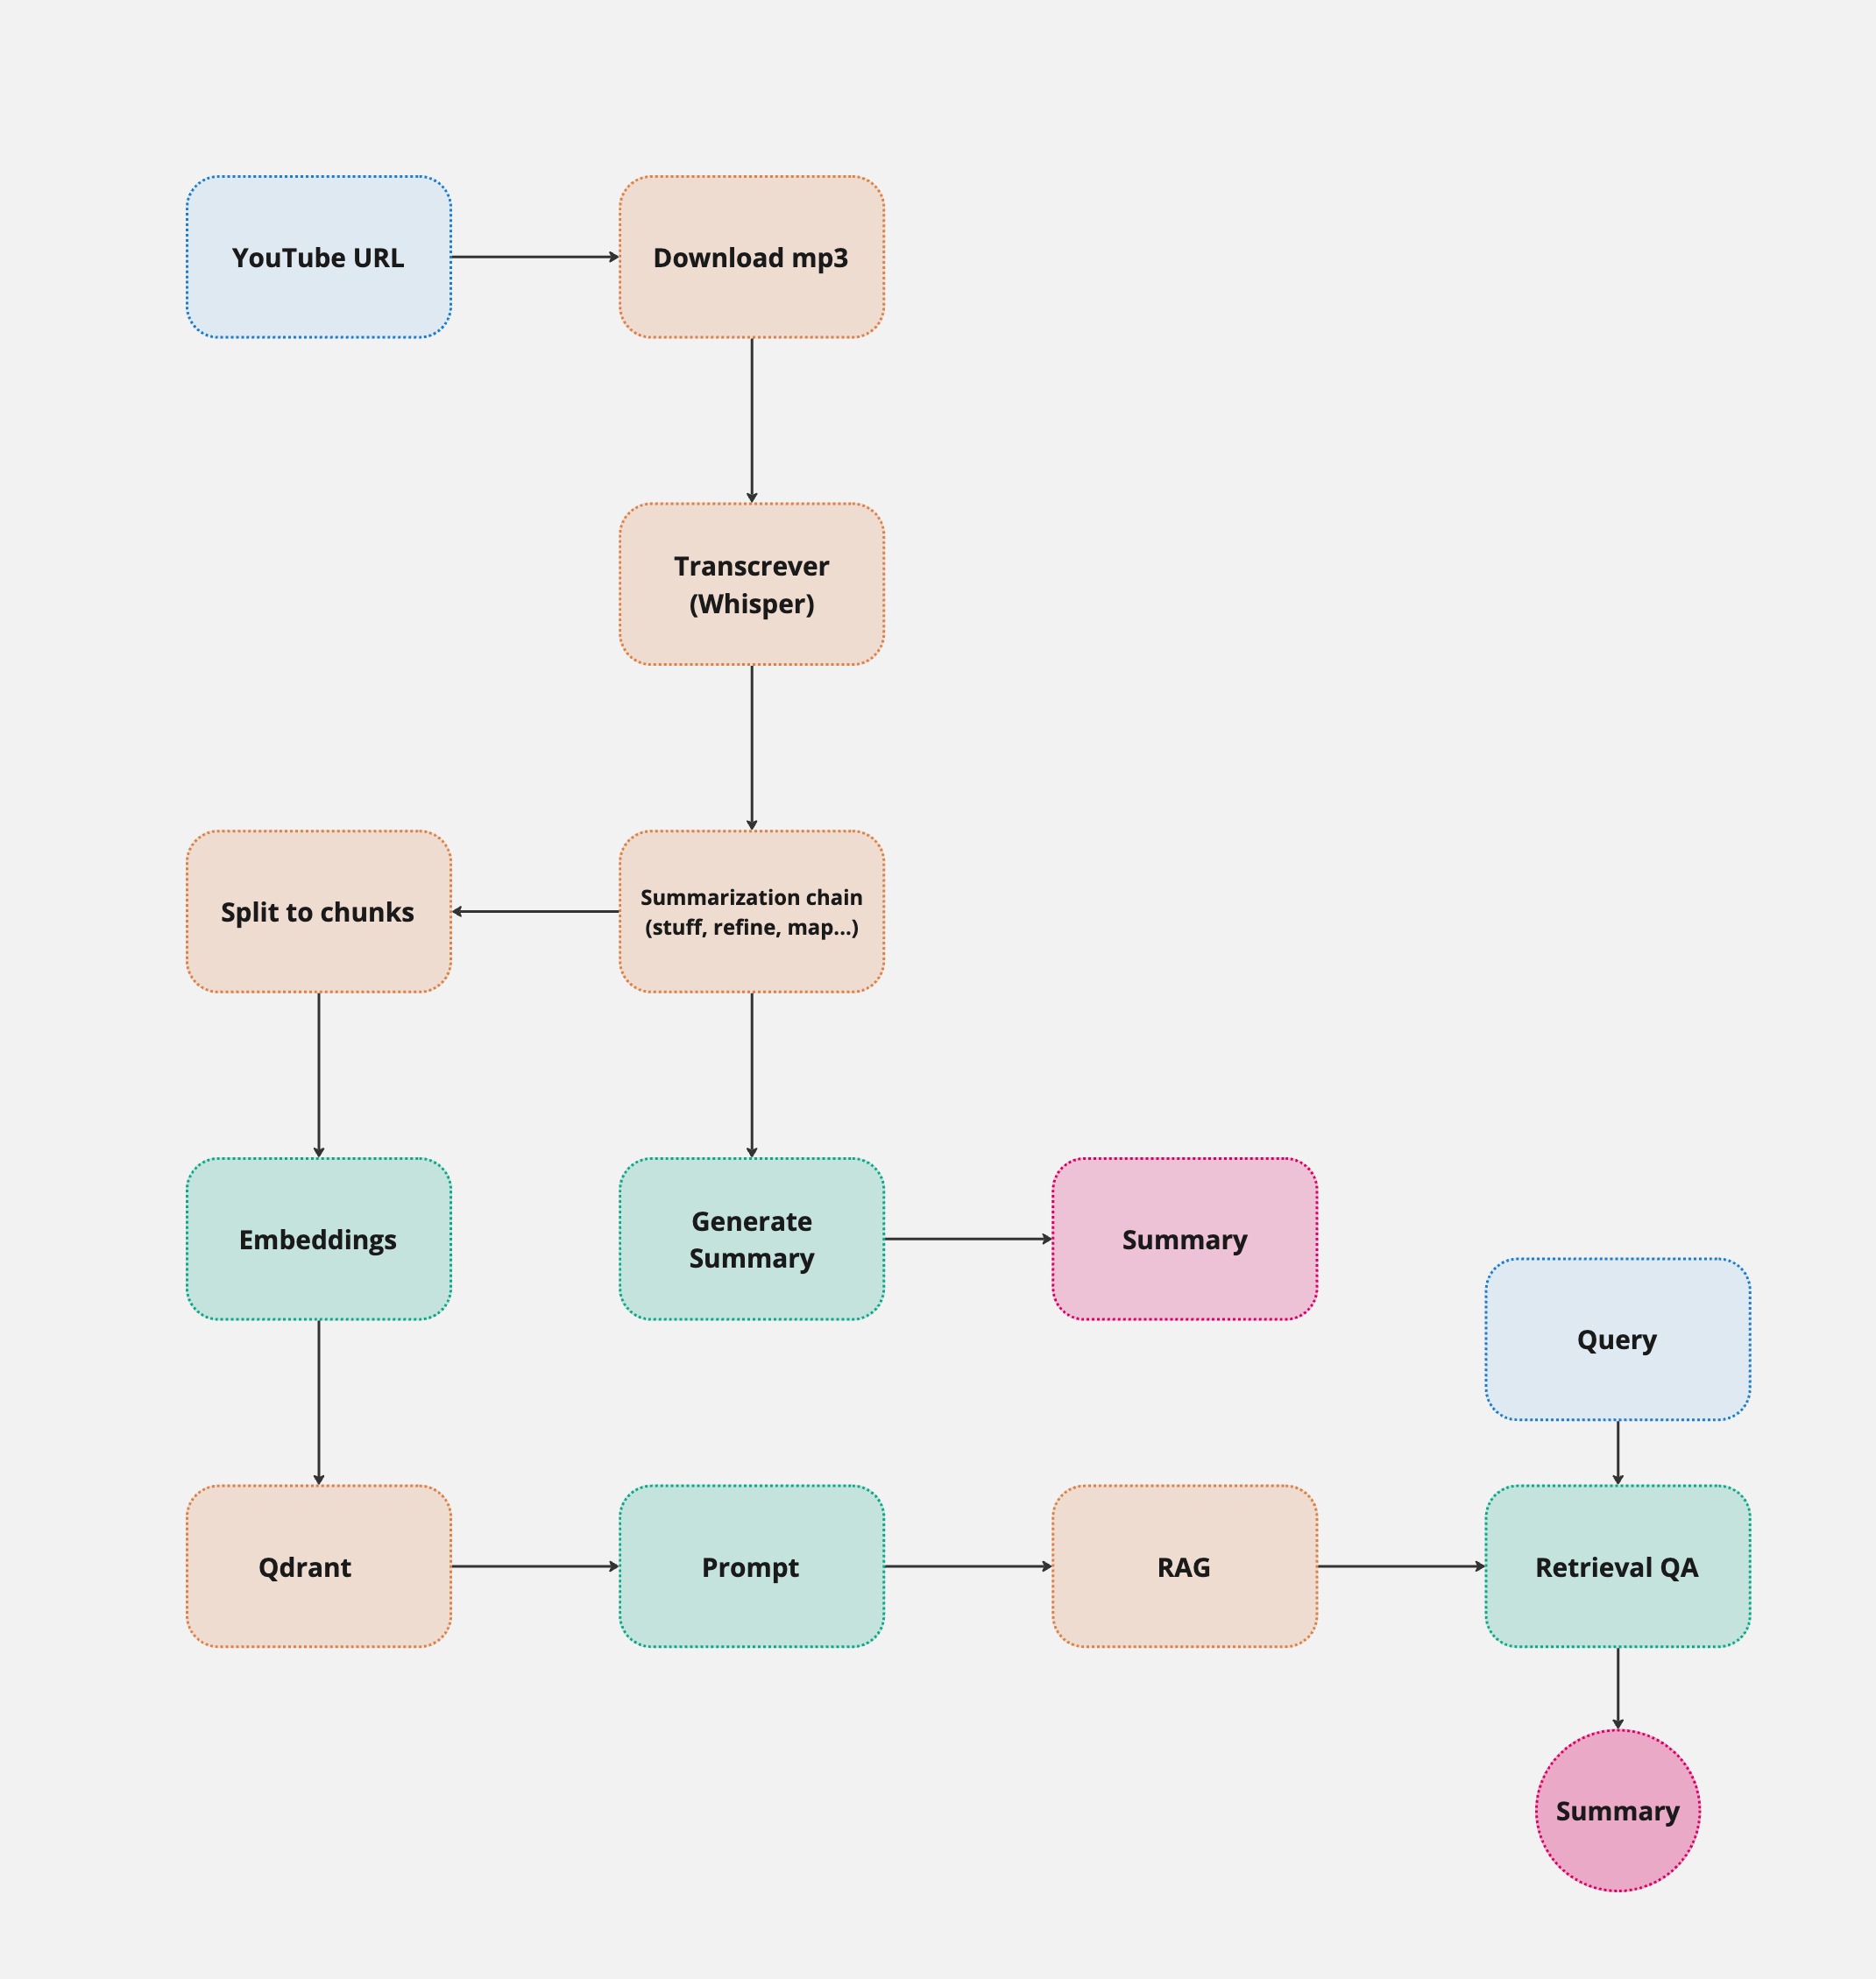 YouTube URL
Download mp3
Transcrever
(Whisper)
Split to chunks
Summarization chain
(stuff, refine, map...)
Embeddings
Generate
Summary
Summary
Query
Qdrant
Prompt
RAG
Retrieval QA
Summary